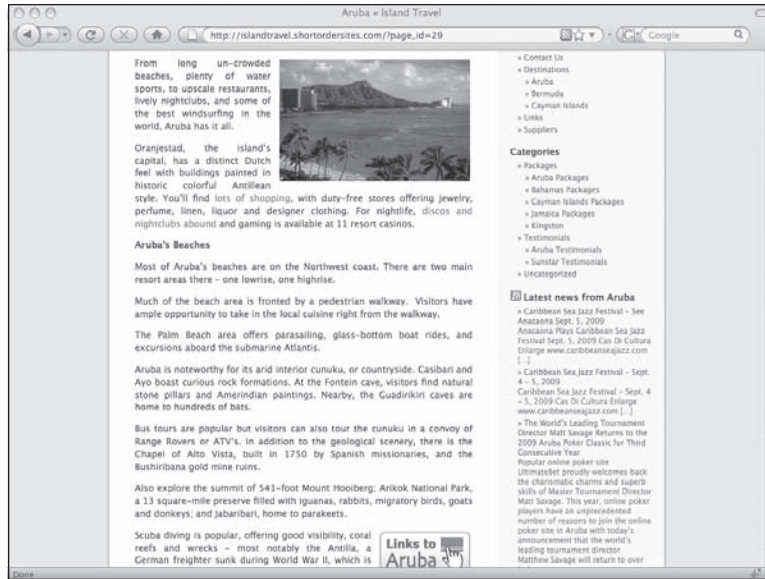 Aruba « Island Travel
http://islandtravel.shortordersites.com/?page_id=29
Google
From long un-crowded
beaches, plenty of water
sports, to upscale restaurants,
lively nightclubs, and some of
the best windsurfing in the
world, Aruba has it all.
Oranjestad, the island's
capital, has a distinct Dutch
feel with buildings painted in
historic colorful Antillean
style. You'll find lots of shopping, with duty-free stores offering jewelry,
perfume, linen, liquor and designer clothing. For nightlife, discos and
nightclubs abound and gaming is available at 11 resort casinos.
Aruba's Beaches
Most of Aruba's beaches are on the Northwest coast. There are two main
resort areas there – one lowrise, one highrise.
Much of the beach area is fronted by a pedestrian walkway. Visitors have
ample opportunity to take in the local cuisine right from the walkway.
The Palm Beach area offers parasailing, glass-bottom boat rides, and
excursions aboard the submarine Atlantis.
Aruba is noteworthy for its arid interior cunuku, or countryside. Casibari and
Ayo boast curious rock formations. At the Fontein cave, visitors find natural
stone pillars and Amerindian paintings. Nearby, the Guadirikiri caves are
home to hundreds of bats.
Bus tours are popular but visitors can also tour the cunuku in a convoy of
Range Rovers or ATV's. In addition to the geological scenery, there is the
Chapel of Alto Vista, built in 1750 by Spanish missionaries, and the
Bushiribana gold mine ruins.
Also explore the summit of 541-foot Mount Hooiberg; Arikok National Park,
a 13 square-mile preserve filled with iguanas, rabbits, migratory birds, goats
and donkeys; and Jabaribari, home to parakeets.
Scuba diving is popular, offering good visibility, coral
reefs and wrecks – most notably the Antilla, a
German freighter sunk during World War II, which is
Links to
Aruba
» Contact Us
» Destinations
» Aruba
» Bermuda
» Cayman Islands
» Links
» Suppliers
Categories
» Packages
» Aruba Packages
» Bahamas Packages
» Cayman Islands Packages
» Jamaica Packages
» Kingston
» Testimonials
» Aruba Testimonials
» Sunstar Testimonials
» Uncategorized
Latest news from Aruba
» Caribbean Sea Jazz Festival – See
Anacaona Sept. 5, 2009
Anacaona Plays Caribbean Sea Jazz
Festival Sept. 5, 2009 Cas Di Cultura
Enlarge www.caribbeanseajazz.com
[...]
» Caribbean Sea Jazz Festival – Sept.
4 – 5, 2009
Caribbean Sea Jazz Festival – Sept. 4
– 5, 2009 Cas Di Cultura Enlarge
www.caribbeanseajazz.com [...]
» The World's Leading Tournament
Director Matt Savage Returns to the
2009 Aruba Poker Classic for Third
Consecutive Year
Popular online poker site
UltimateBet proudly welcomes back
the charismatic charms and superb
skills of Master Tournament Director
Matt Savage. This year, online poker
players have an unprecedented
number of reasons to join the online
poker site in Aruba with today's
announcement that the world's
leading tournament director
Matthew Savage will return to over
Done